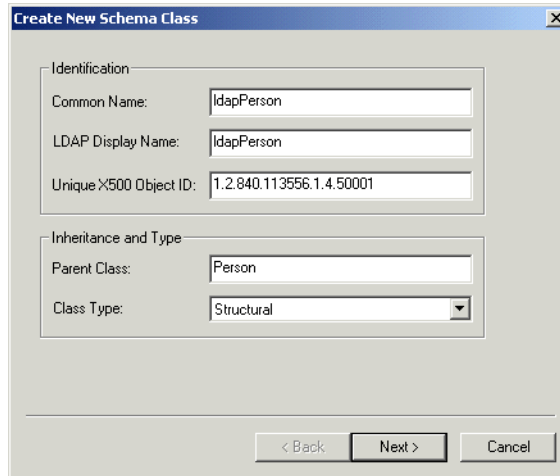 Create New Schema Class
Identification
Common Name: ldapPerson
LDAP Display Name: ldapPerson
Unique X500 Object ID: 1.2.840.113556.1.4.50001
Inheritance and Type
Parent Class: Person
Class Type: Structural
< Back Next > Cancel